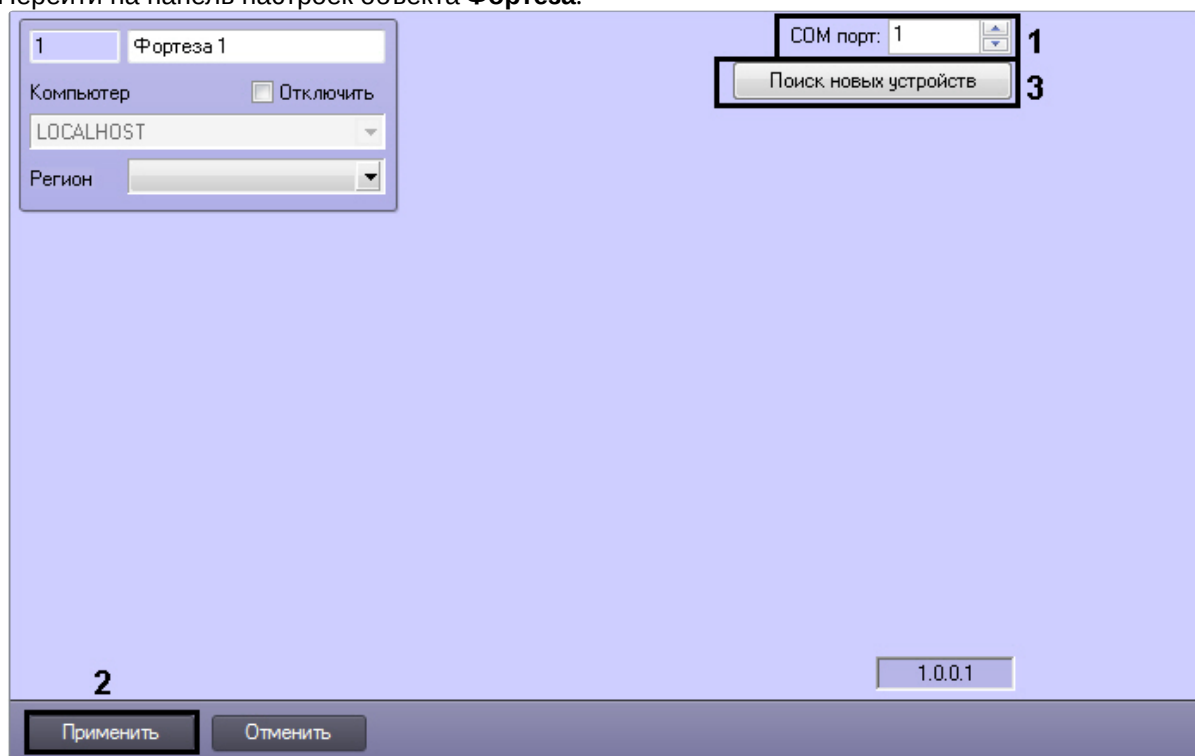 Перейти на панель настроек объекта Фортеза.
1 Фортеза 1
COM порт: 1
1
Поиск новых устройств
3
Компьютер
Отключить
LOCALHOST
Регион
1.0.0.1
2
Применить
Отменить